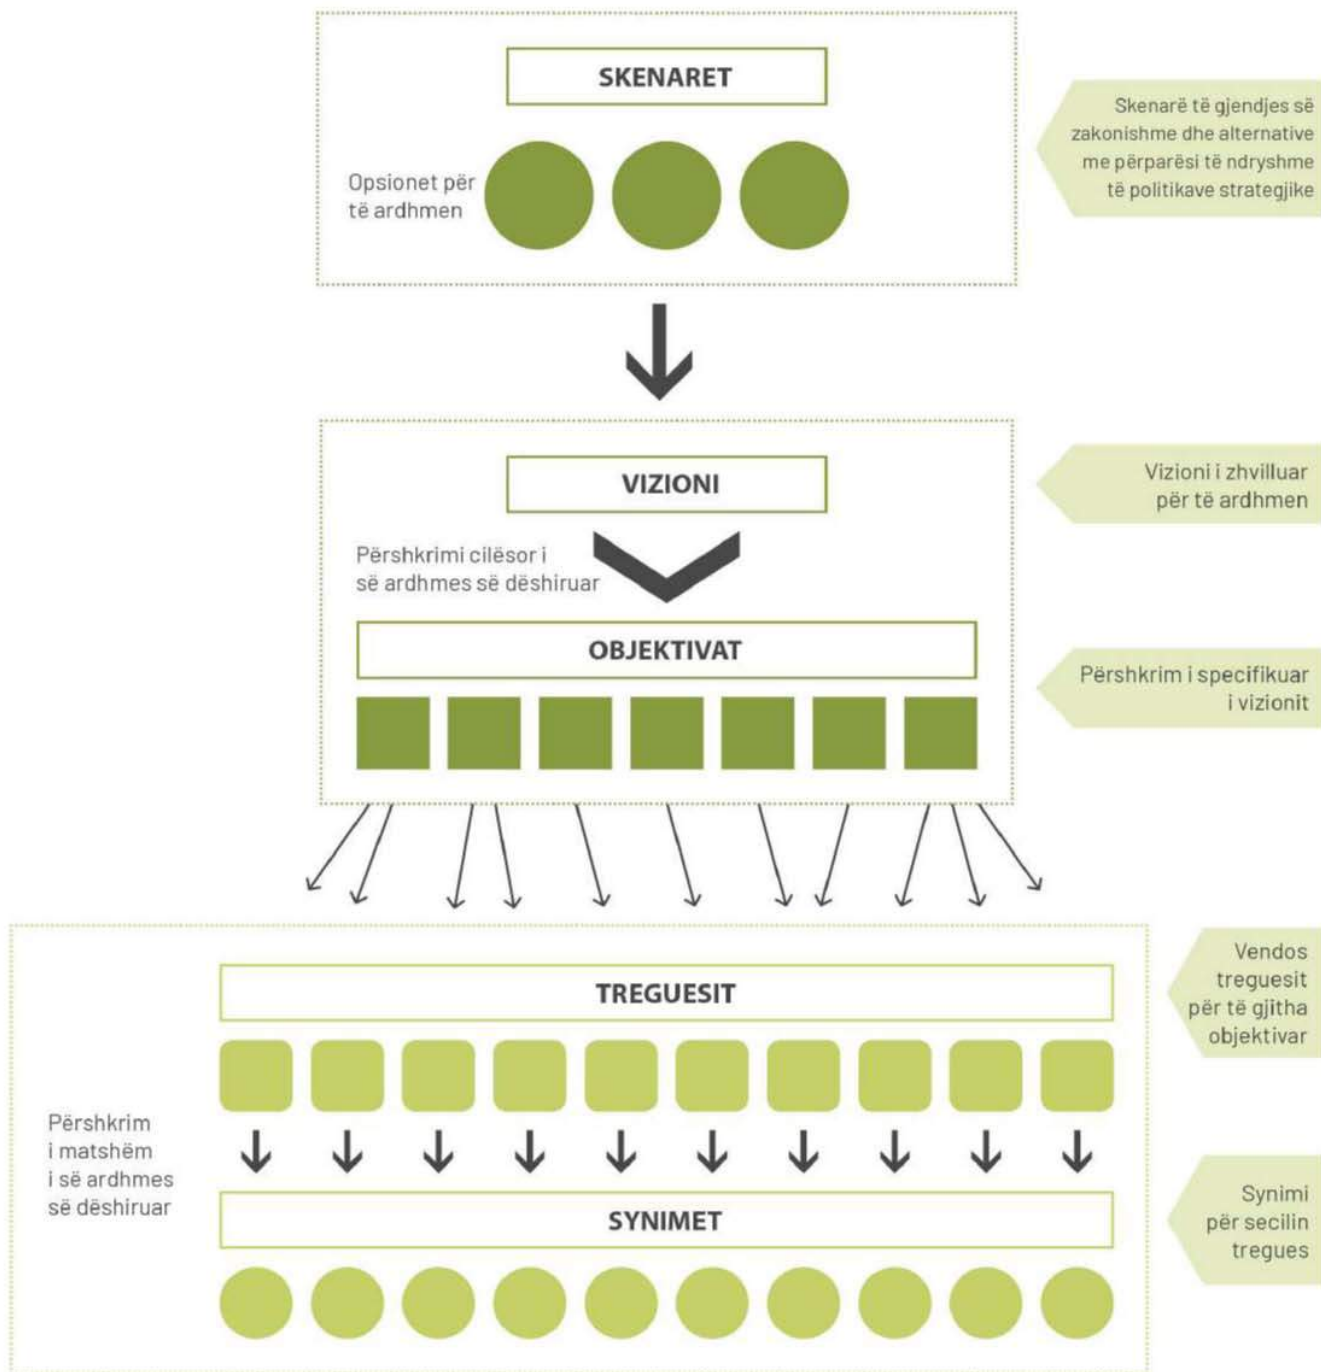 SKENARET
Opsionet për
të ardhmen
Skenarë të gjendjes së
zakonishme dhe alternative
me përparësi të ndryshme
të politikave strategjike
VIZIONI
Vizioni i zhvilluar
për të ardhmen
Përshkrimi cilësor i
së ardhmes së dëshiruar
OBJEKTIVAT
Përshkrim i specifikuar
i vizionit
TREGUESIT
Vendos
treguesit
për të gjitha
objektivar
Përshkrim
i matshëm
i së ardhmes
së dëshiruar
SYNIMET
Synimi
për secilin
tregues